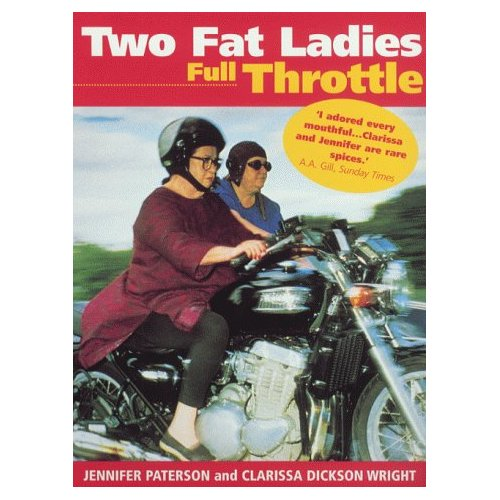 Two Fat Ladies
Full Throttle
'I adored every
mouthful...Clarissa
and Jennifer are rare
spices.'
A.A. Gill, Sunday Times
JENNIFER PATERSON and CLARISSA DICKSON WRIGHT